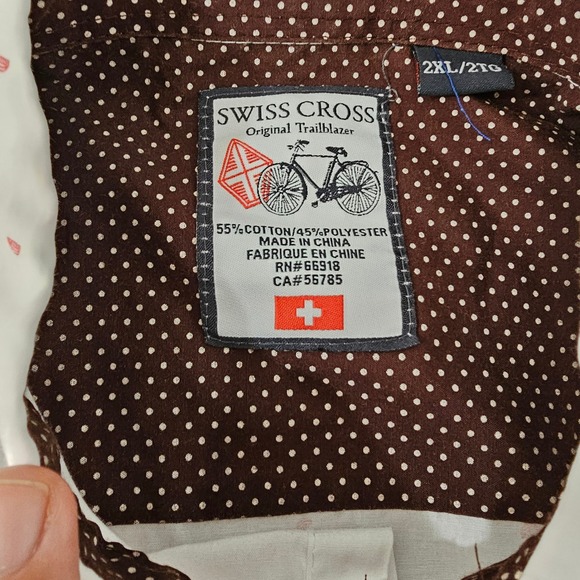 2XL/2TG
SWISS CROSS
Original Trailblazer
55%COTTON/45%POLYESTER
MADE IN CHINA
FABRIQUE EN CHINE
RN#66918
CA#56785